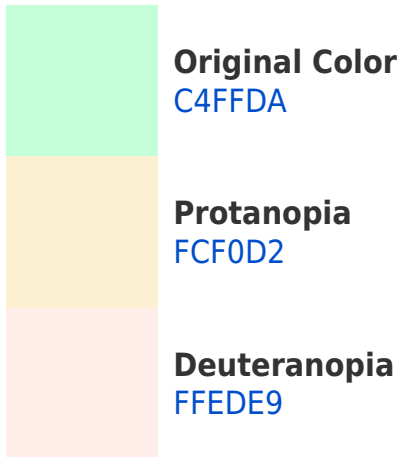 Original Color
C4FFDA
Protanopia
FCF0D2
Deuteranopia
FFEDE9